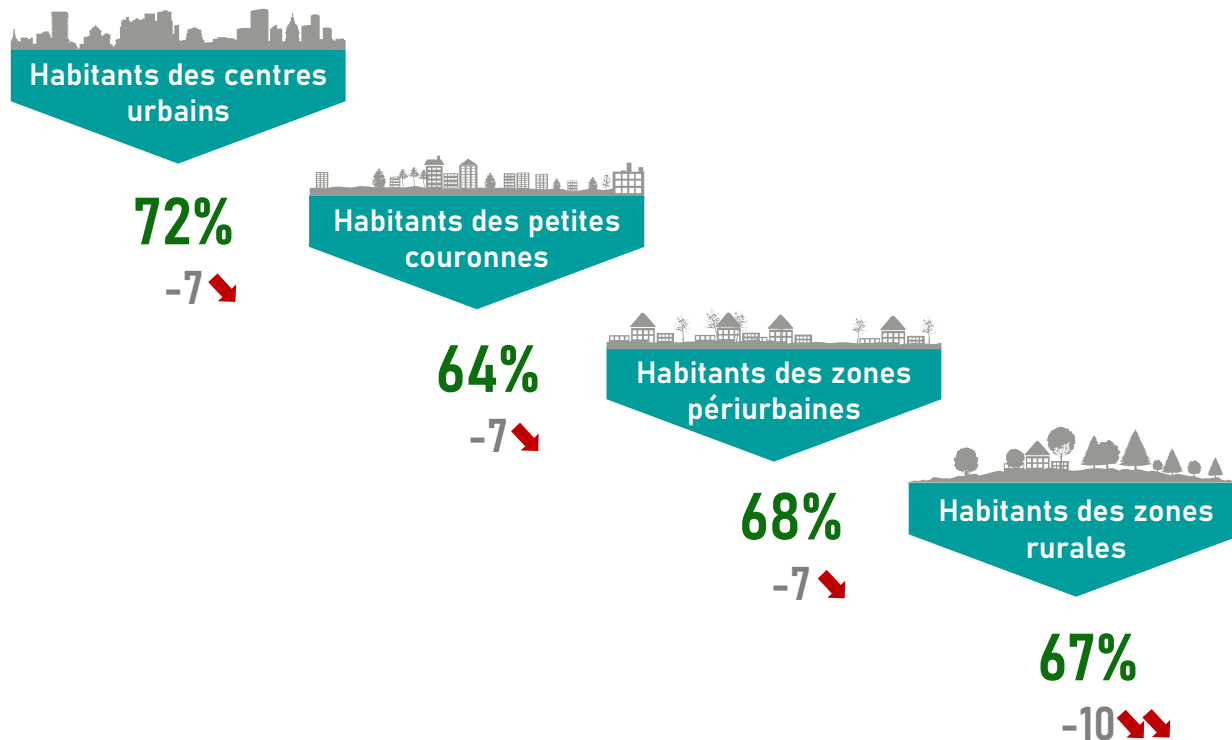 Habitants des centres
urbains
72%
-7
Habitants des petites
couronnes
64%
-7
Habitants des zones
périurbaines
68%
-7
Habitants des zones
rurales
67%
-10